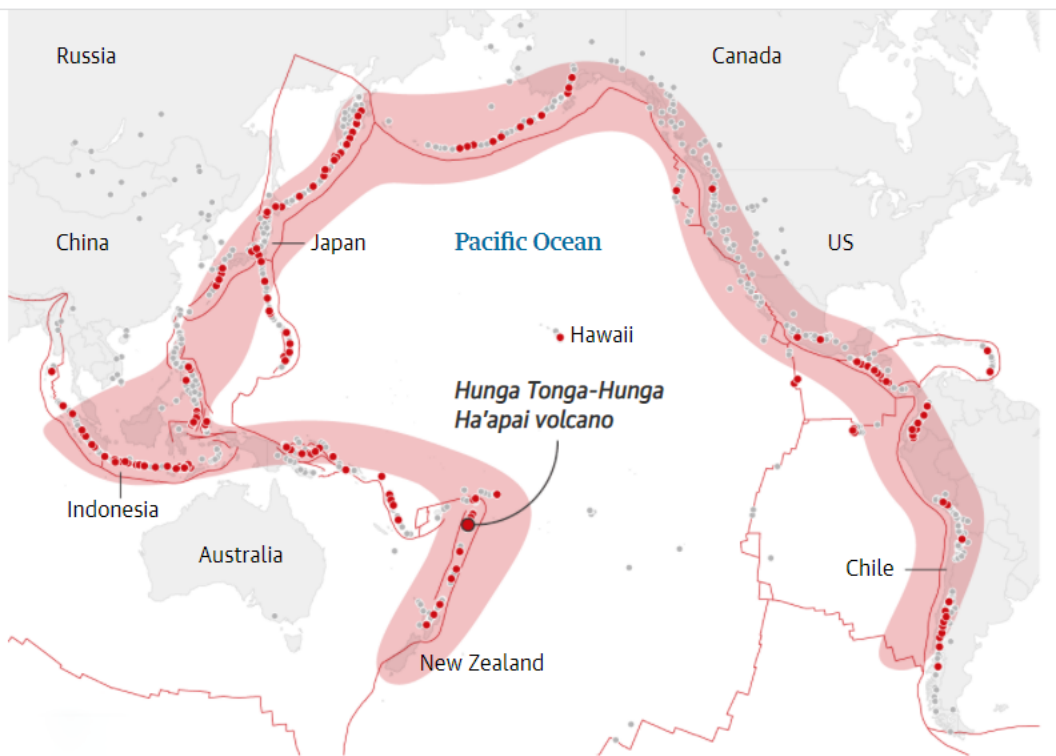 Russia
Canada
China
Japan
Pacific Ocean
US
Hawaii
Hunga Tonga-Hunga
Ha'apai volcano
Indonesia
Australia
Chile
New Zealand